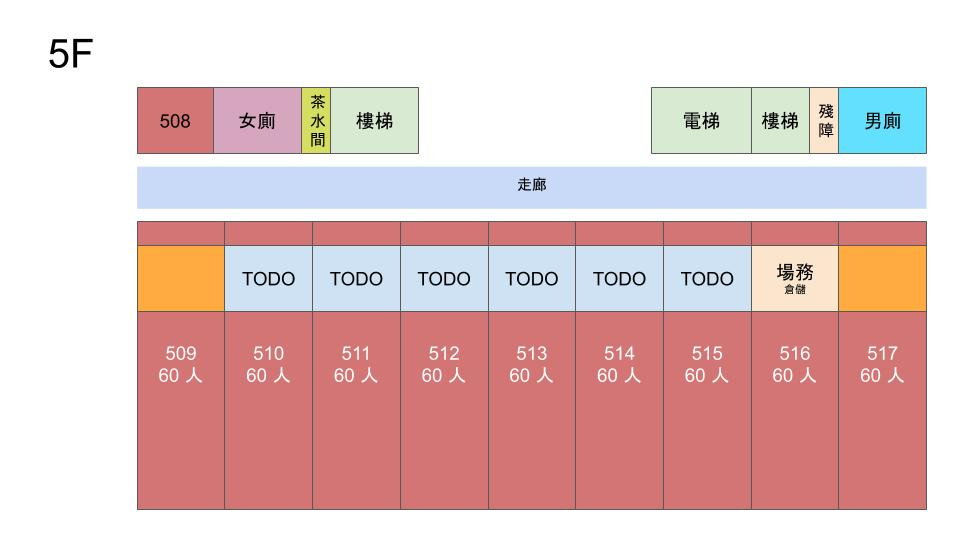 5F
508
女廁
茶
水
間
樓梯
電梯
樓梯
殘
障
男廁
走廊
TODO
TODO
TODO
TODO
TODO
TODO
場務
倉儲
509
60 人
510
60 人
511
60 人
512
60 人
513
60 人
514
60 人
515
60 人
516
60 人
517
60 人